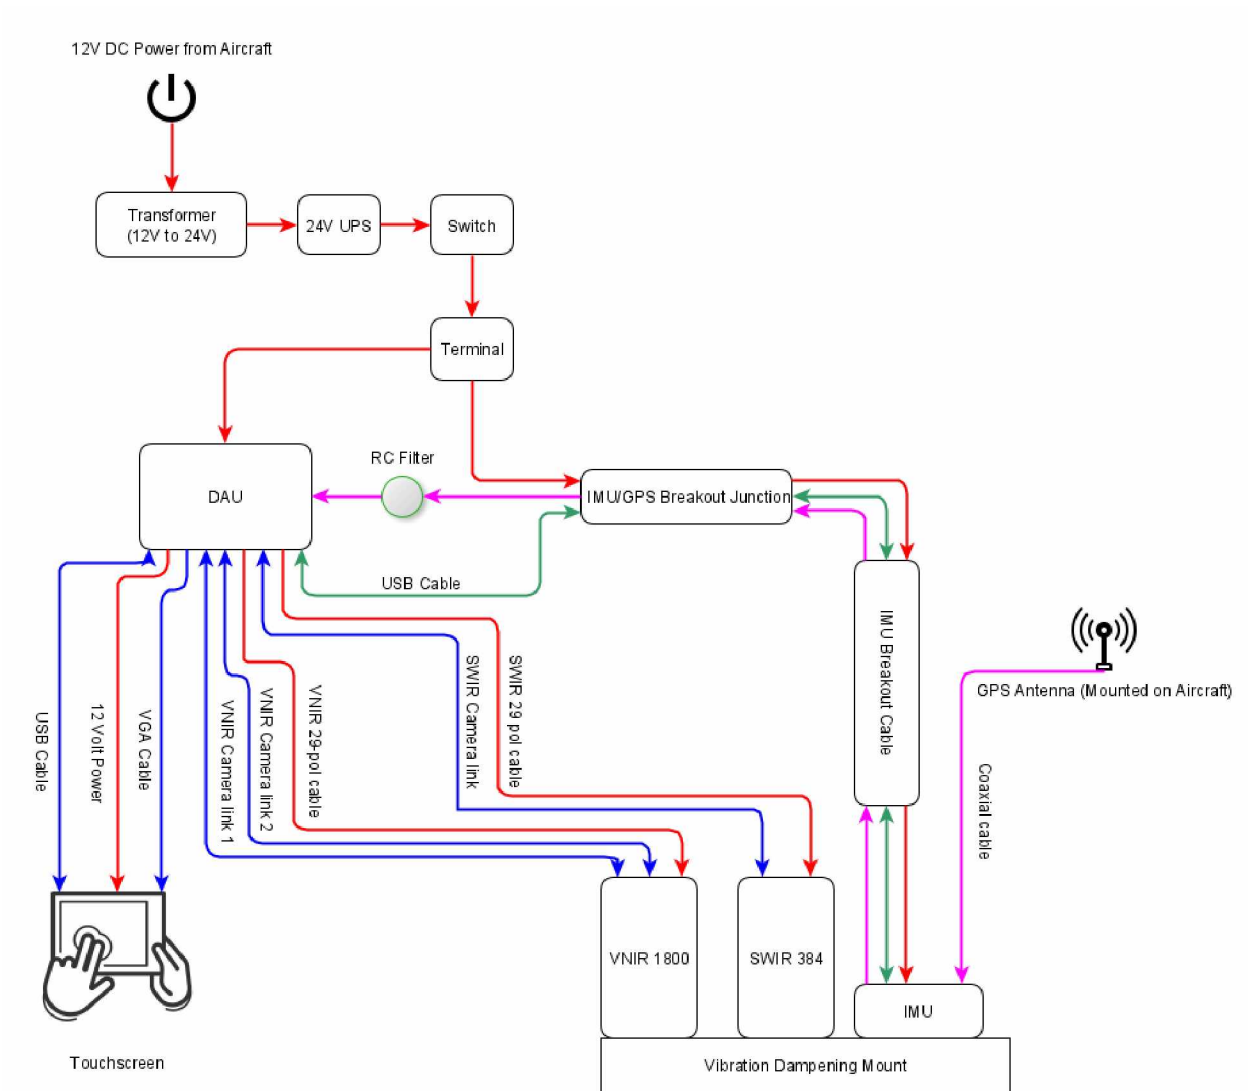 12V DC Power from Aircraft
Transformer
(12V to 24V)
24V UPS
Switch
Terminal
RC Filter
DAU
IMU/GPS Breakout Junction
USB Cable
IMU Breakout Cable
GPS Antenna (Mounted on Aircraft)
Coaxial cable
USB Cable
12 Volt Power
VGA Cable
VNIR Camera link 1
VNIR Camera link 2
VNIR 29-pol cable
SWIR Camera link
SWIR 29 pol cable
VNIR 1800
SWIR 384
IMU
Touchscreen
Vibration Dampening Mount